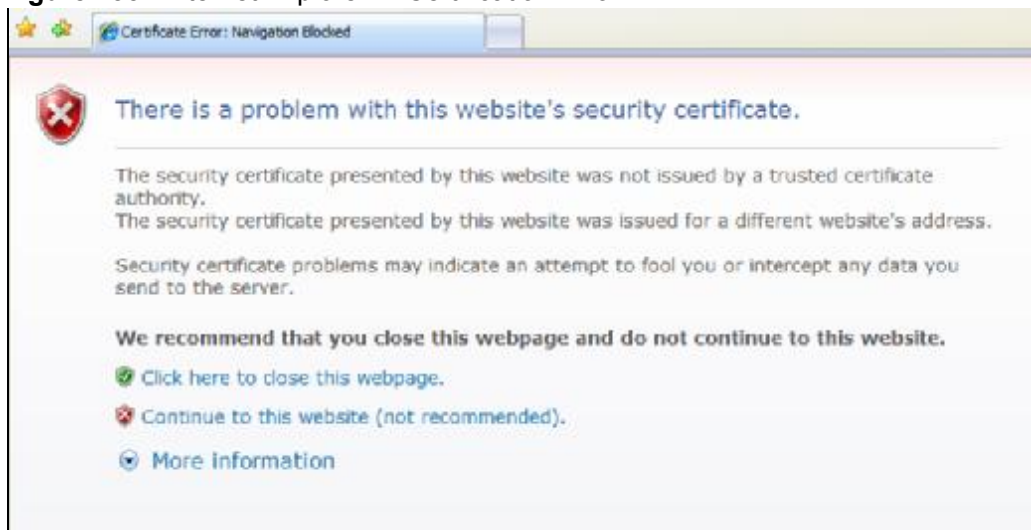 Certificate Error: Navigation Blocked
There is a problem with this website's security certificate.
The security certificate presented by this website was not issued by a trusted certificate
authority.
The security certificate presented by this website was issued for a different website's address.
Security certificate problems may indicate an attempt to fool you or intercept any data you
send to the server.
We recommend that you close this webpage and do not continue to this website.
Click here to close this webpage.
Continue to this website (not recommended).
More information